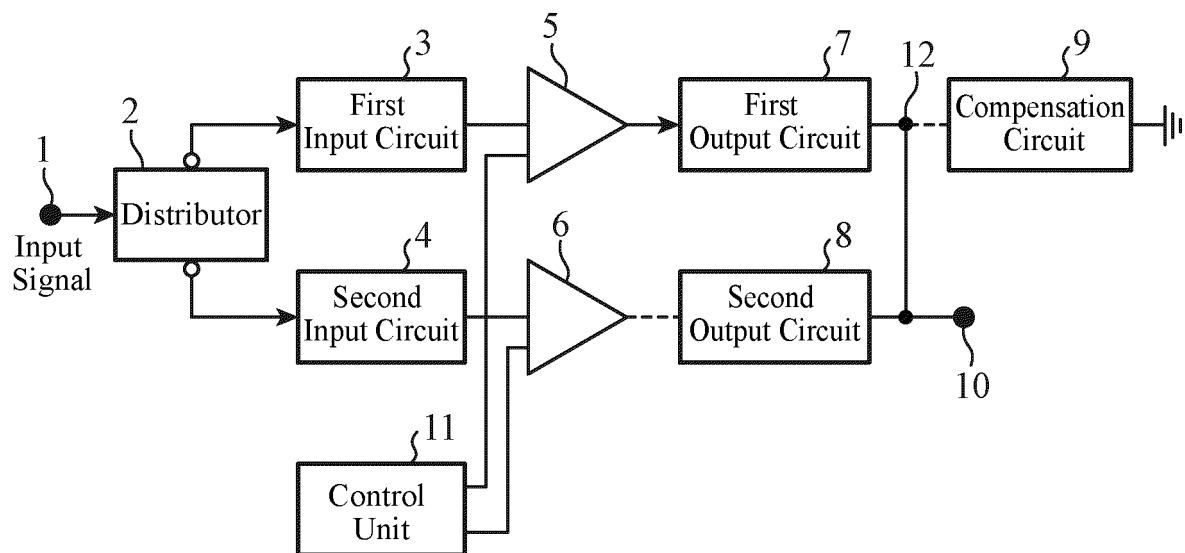 1
Input
Signal
2
Distributor
3
First
Input Circuit
4
Second
Input Circuit
5
6
7
First
Output Circuit
8
Second
Output Circuit
12
9
Compensation
Circuit
10
11
Control
Unit